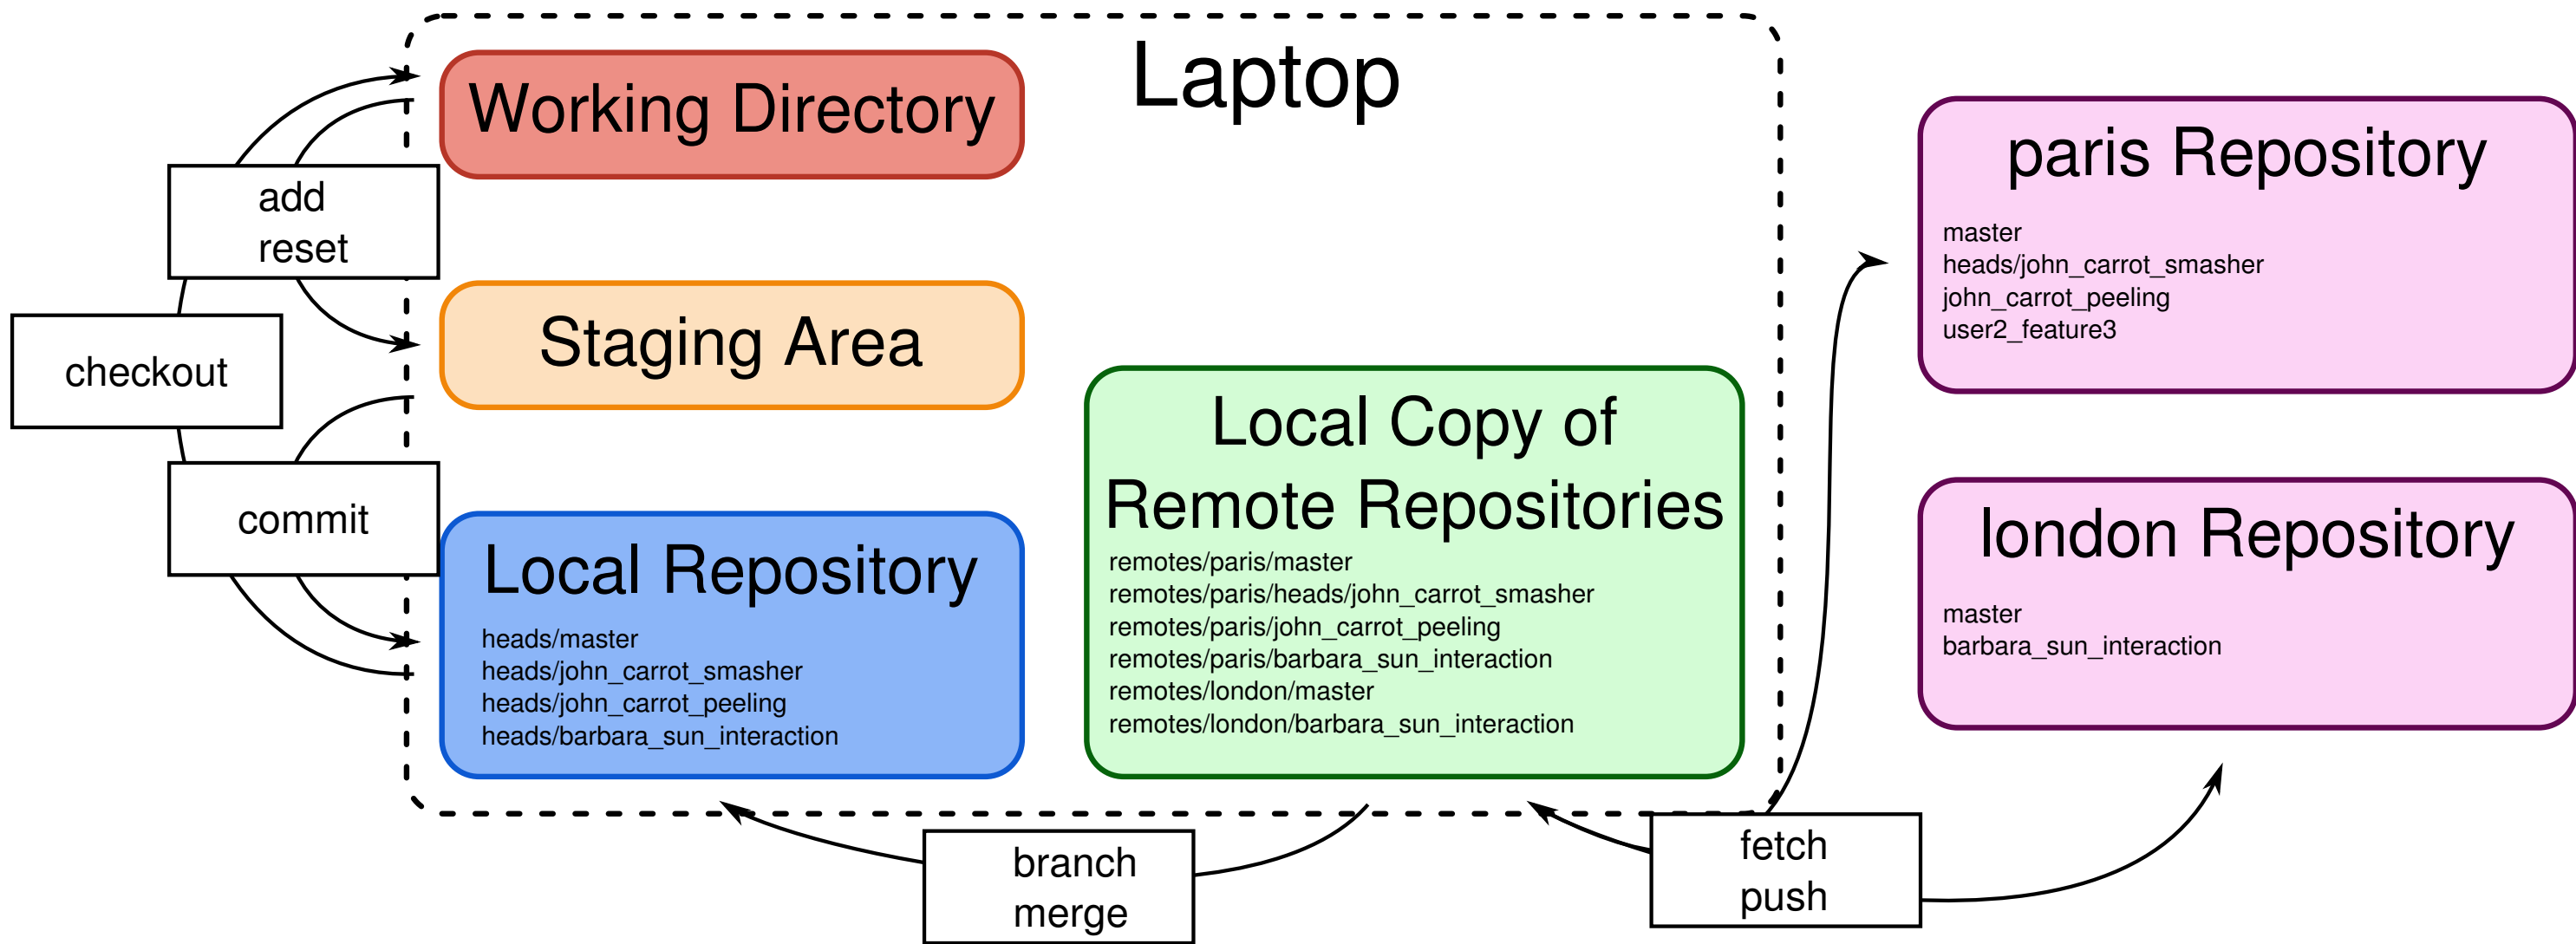 Laptop
Working Directory
add
reset
Staging Area
checkout
commit
Local Repository
heads/master
heads/john_carrot_smasher
heads/john_carrot_peeling
heads/barbara_sun_interaction
Local Copy of
Remote Repositories
remotes/paris/master
remotes/paris/heads/john_carrot_smasher
remotes/paris/john_carrot_peeling
remotes/paris/barbara_sun_interaction
remotes/london/master
remotes/london/barbara_sun_interaction
paris Repository
master
heads/john_carrot_smasher
john_carrot_peeling
user2_feature3
london Repository
master
barbara_sun_interaction
branch
merge
fetch
push